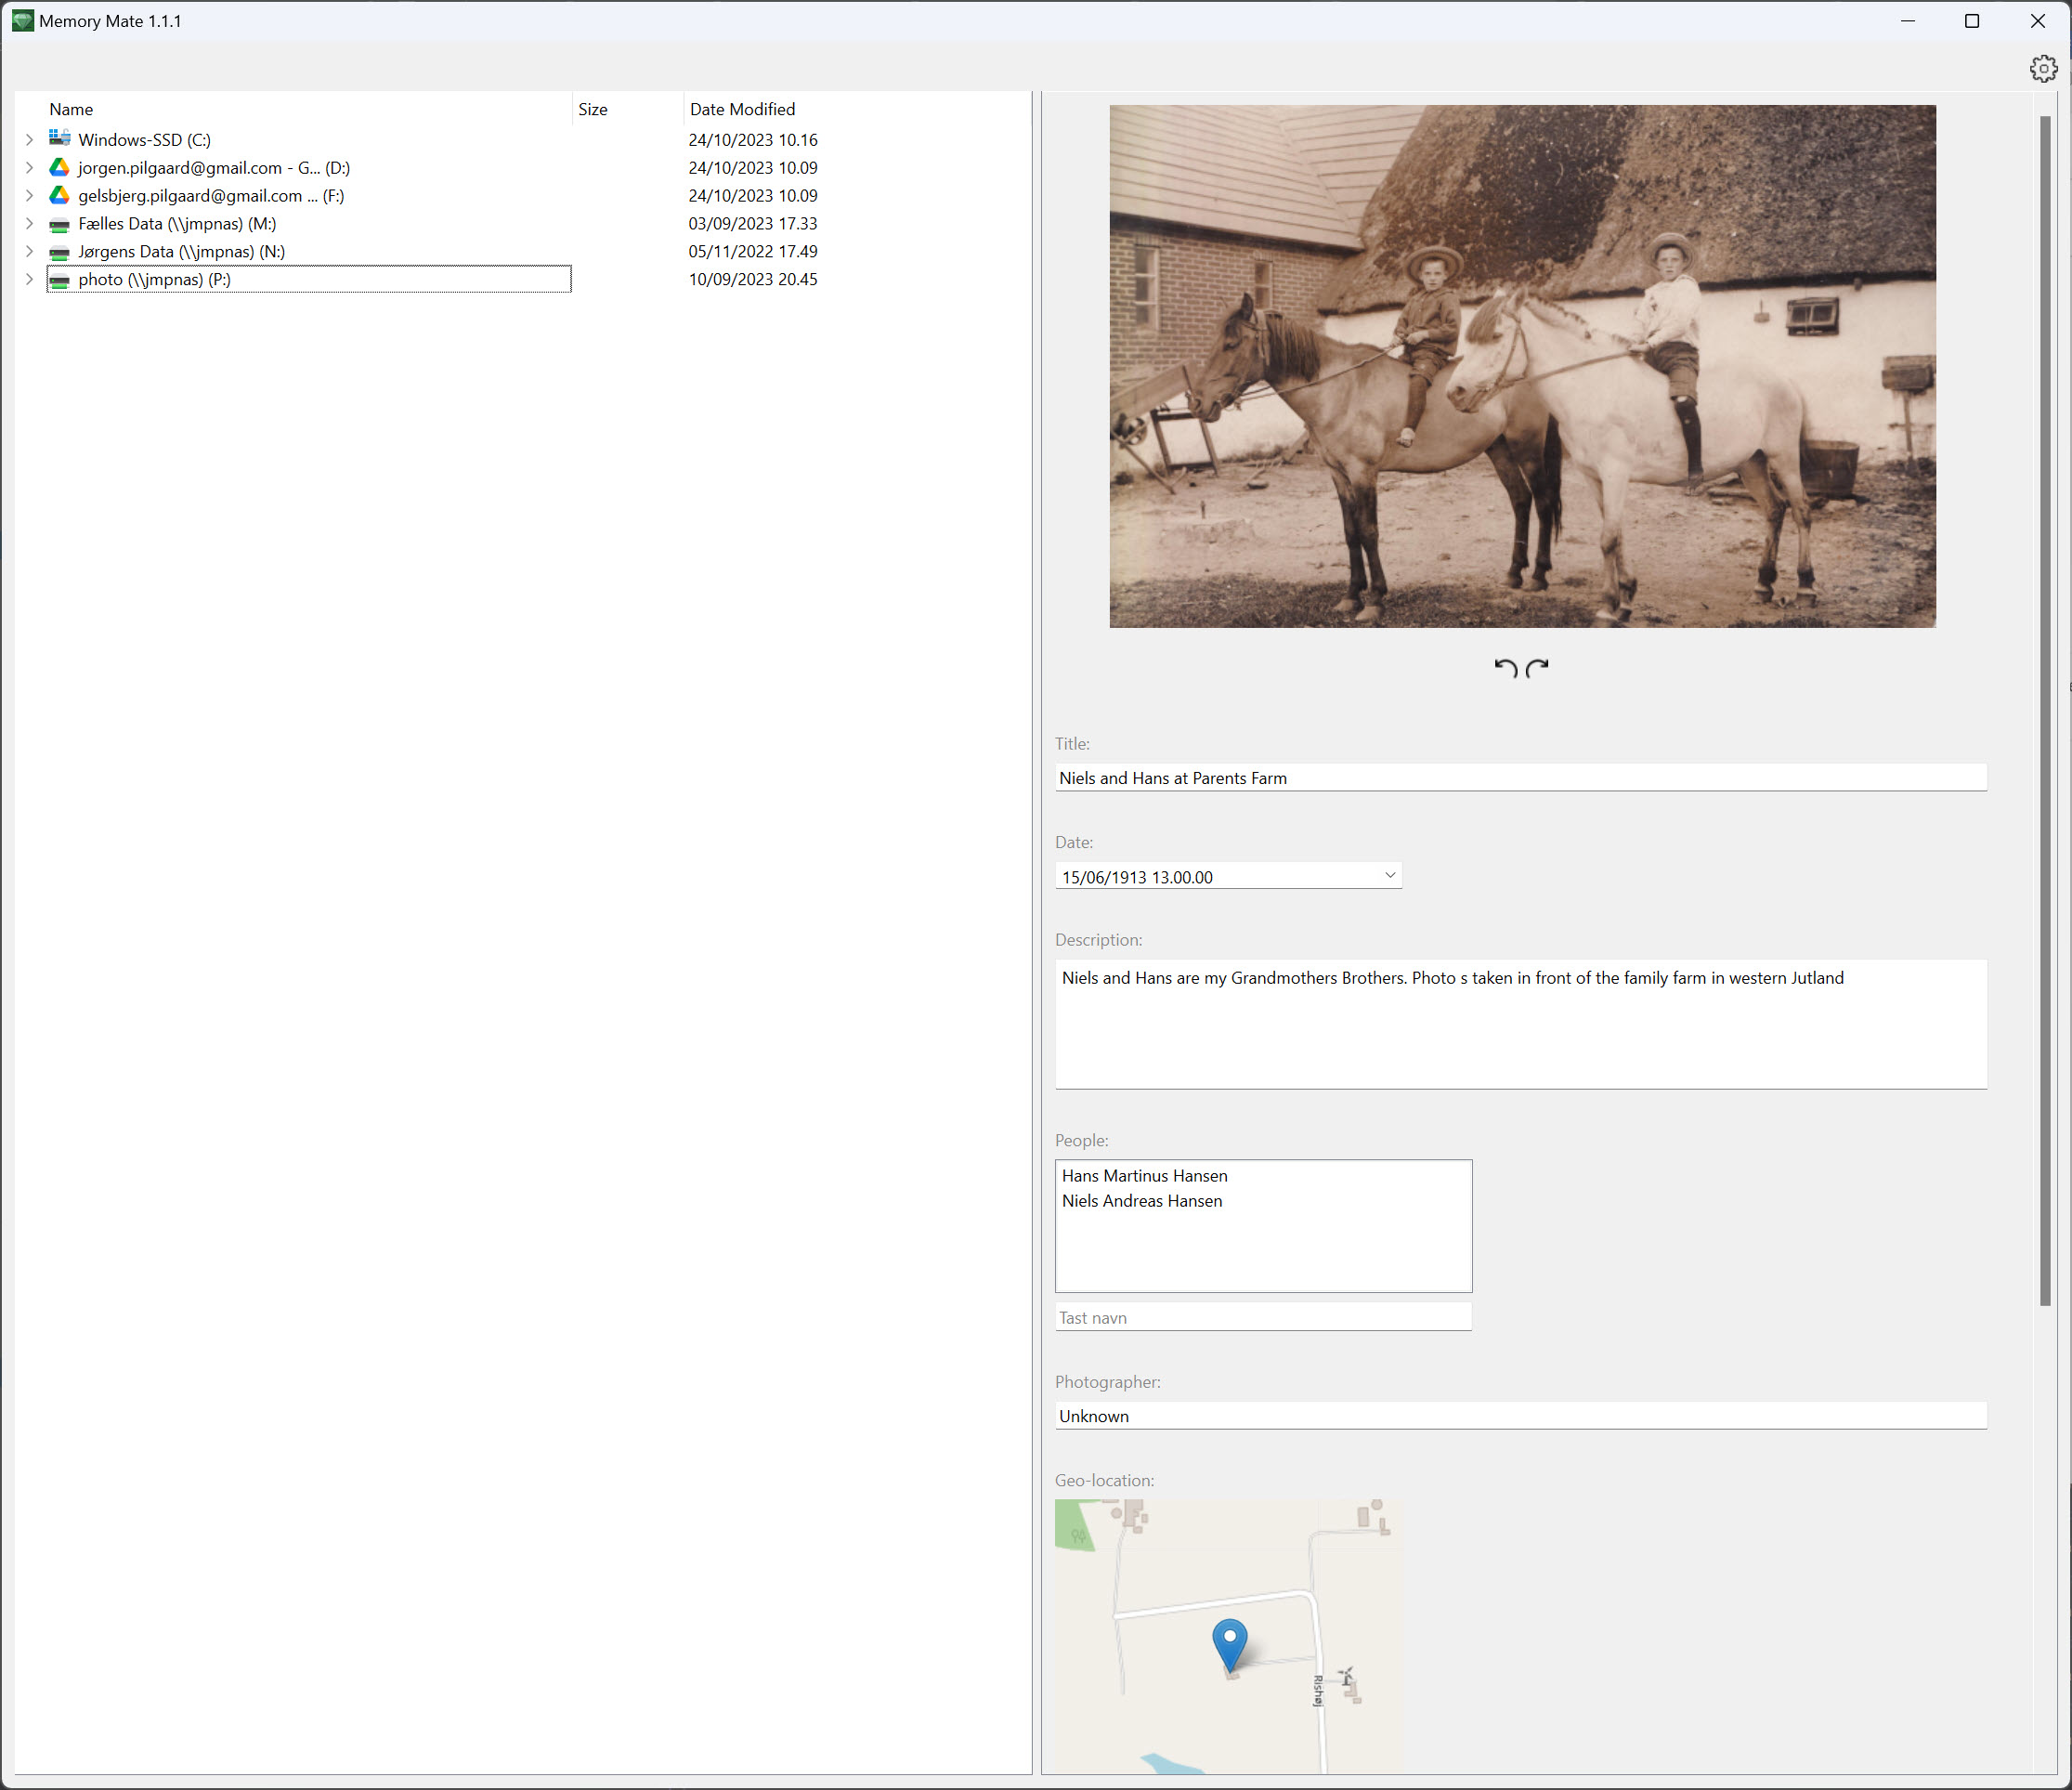 Memory Mate 1.1.1
Name Size Date Modified
Windows-SSD (C:) 24/10/2023 10.16
jorgen.pilgaard@gmail.com - G... (D:) 24/10/2023 10.09
gelsbjerg.pilgaard@gmail.com ... (F:) 24/10/2023 10.09
Fælles Data (\\jmpnas) (M:) 03/09/2023 17.33
Jørgens Data (\\jmpnas) (N:) 05/11/2022 17.49
photo (\\jmpnas) (P:) 10/09/2023 20.45
Title:
Niels and Hans at Parents Farm
Date:
15/06/1913 13.00.00
Description:
Niels and Hans are my Grandmothers Brothers. Photo s taken in front of the family farm in western Jutland
People:
Hans Martinus Hansen
Niels Andreas Hansen
Tast navn
Photographer:
Unknown
Geo-location:
Rishøj